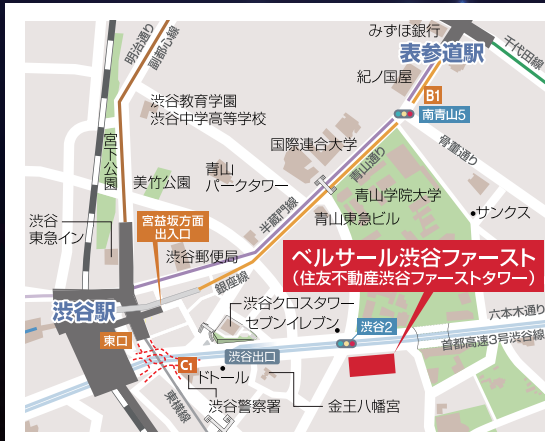 みずほ銀行
表参道駅
千代田線
明治通り
副都心線
紀ノ国屋
B1
南青山5
渋谷教育学園
渋谷中学高等学校
国際連合大学
青山通り
骨董通り
宮下公園
美竹公園
青山
パークタワー
青山学院大学
サンクス
渋谷
東急イン
宮益坂方面
出入口
半蔵門線
青山東急ビル
渋谷郵便局
銀座線
ベルサール渋谷ファースト
(住友不動産渋谷ファーストタワー)
渋谷駅
渋谷クロスタワー
セブンイレブン
渋谷2
六本木通り
首都高速3号渋谷線
東口
C1
渋谷出口
ドトール
東横線
渋谷警察署
金王八幡宮